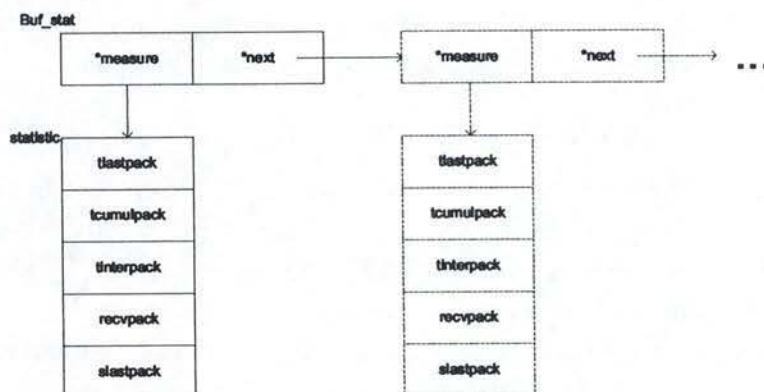 Buf_stat
*measure *next *measure *next ...
statistic
tlastpack tlastpack
tcumulpack tcumulpack
tinterpack tinterpack
recvpack recvpack
slastpack slastpack